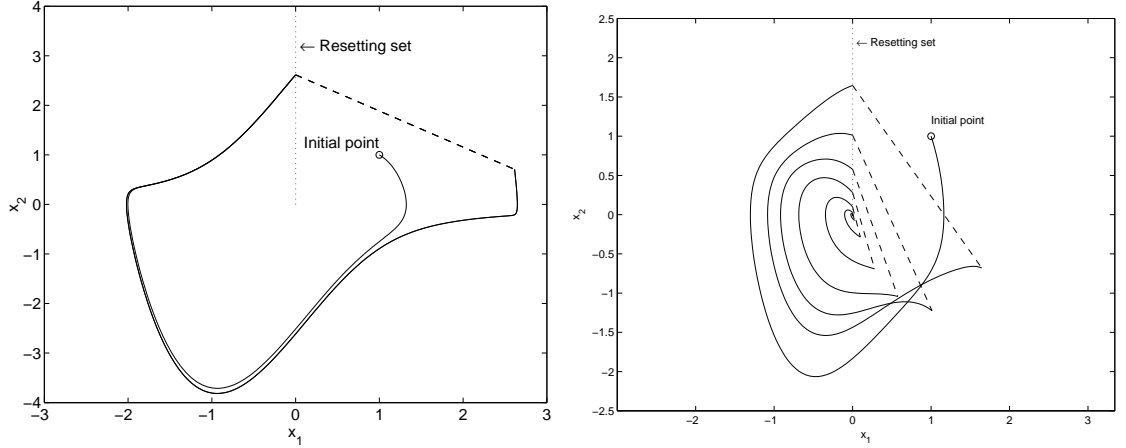 4
3
2
1
0
−1
−2
−3
−4
x2
← Resetting set
Initial point
−3 −2 −1 0 1 2 3
x1
2.5
2
1.5
1
0.5
0
−0.5
−1
−1.5
−2
−2.5
x2
← Resetting set
Initial point
−2 −1 0 1 2 3
x1